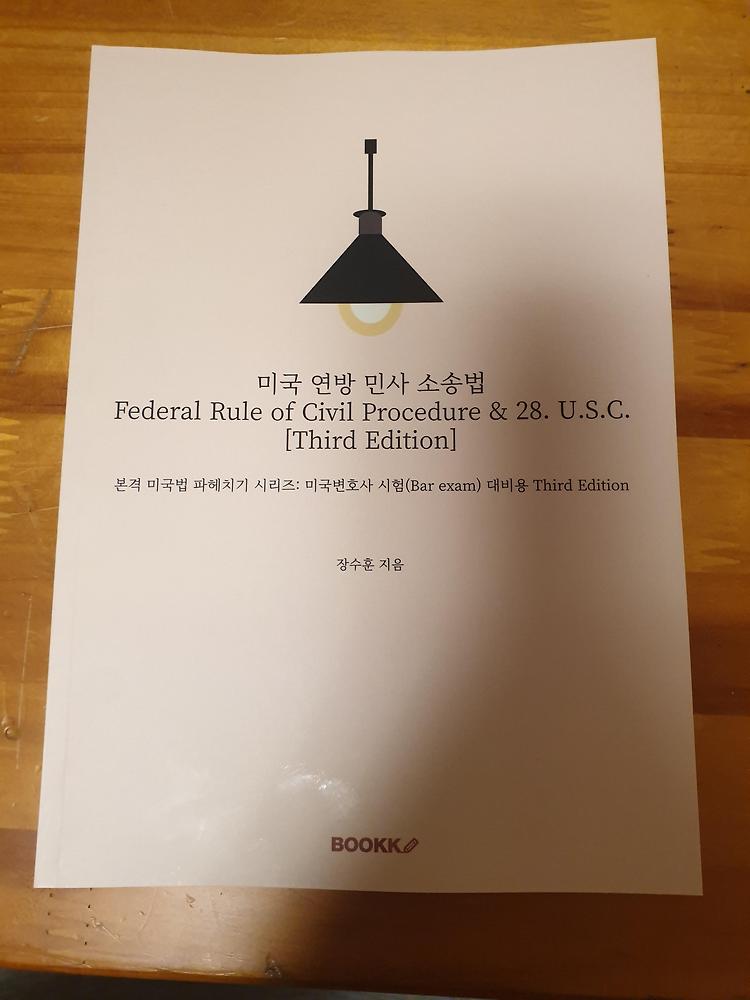 미국 연방 민사 소송법
Federal Rule of Civil Procedure & 28. U.S.C.
[Third Edition]
본격 미국법 파헤치기 시리즈: 미국변호사 시험(Bar exam) 대비용 Third Edition
장수훈 지음
BOOKK